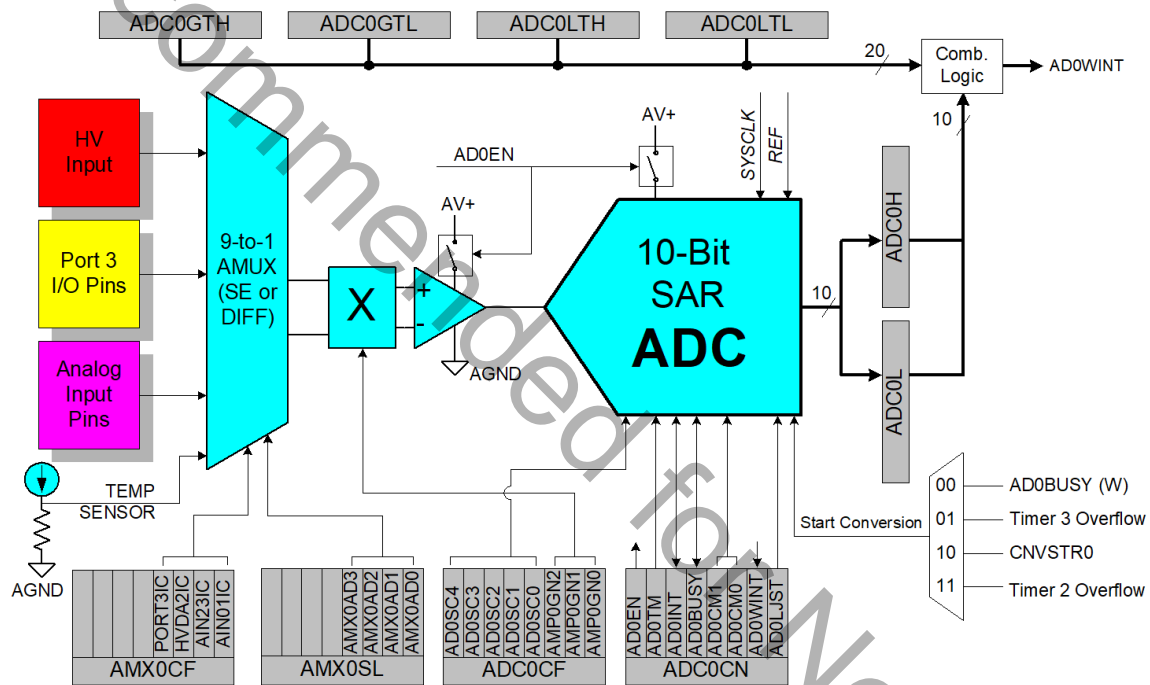 ADC0GTH
ADC0GTL
ADC0LTH
ADC0LTL
20
Comb.
Logic
AD0WINT
10
HV
Input
Port 3
I/O Pins
Analog
Input
Pins
9-to-1
AMUX
(SE or
DIFF)
AD0EN
AV+
AV+
SYSCLK
REF
X
+
-
AGND
10-Bit
SAR
ADC
10
ADC0H
ADC0L
TEMP
SENSOR
AGND
Start Conversion
00
AD0BUSY (W)
01
Timer 3 Overflow
10
CNVSTR0
11
Timer 2 Overflow
PORT3IC
HVDA2IC
AIN23IC
AIN01IC
AMX0CF
AMX0AD3
AMX0AD2
AMX0AD1
AMX0AD0
AMX0SL
AD0SC4
AD0SC3
AD0SC2
AD0SC1
AD0SC0
AMP0GN2
AMP0GN1
AMP0GN0
ADC0CF
AD0EN
AD0TM
AD0INT
AD0BUSY
AD0CM1
AD0CM0
AD0WINT
AD0LJST
ADC0CN
commended for Ne